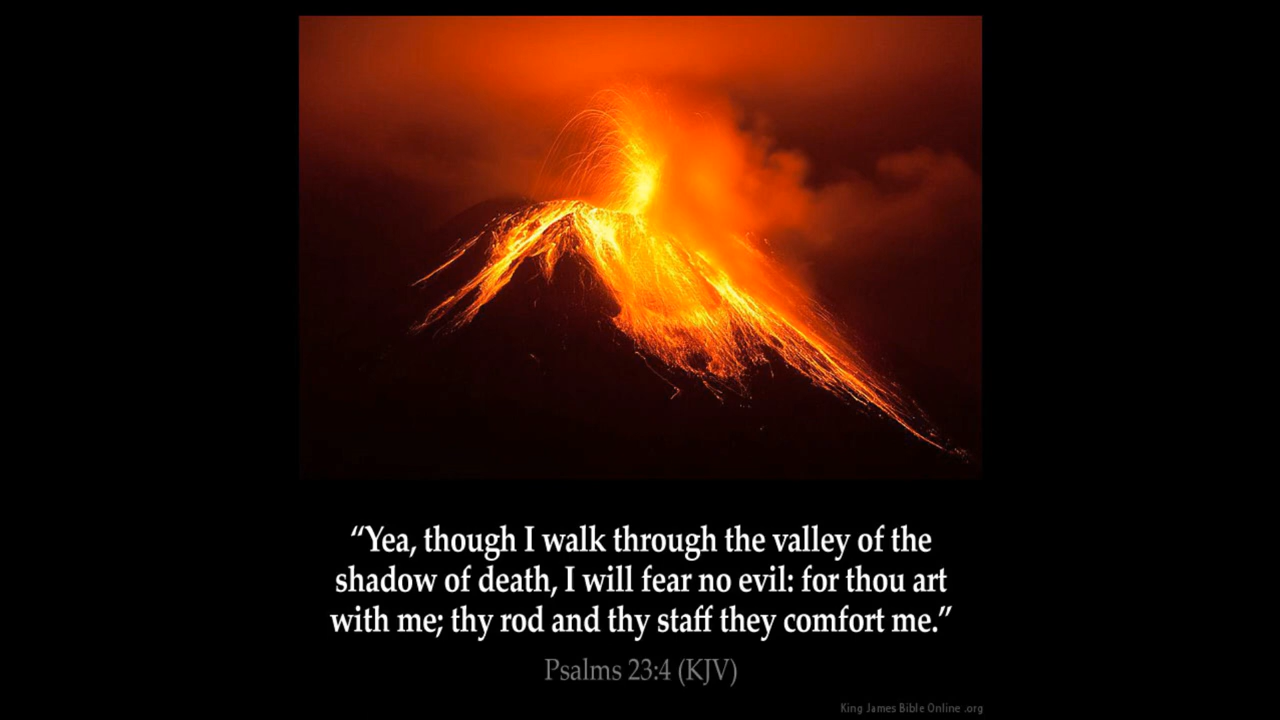 “Yea, though I walk through the valley of the
shadow of death, I will fear no evil: for thou art
with me; thy rod and thy staff they comfort me.”
Psalms 23:4 (KJV)
King James Bible Online .org